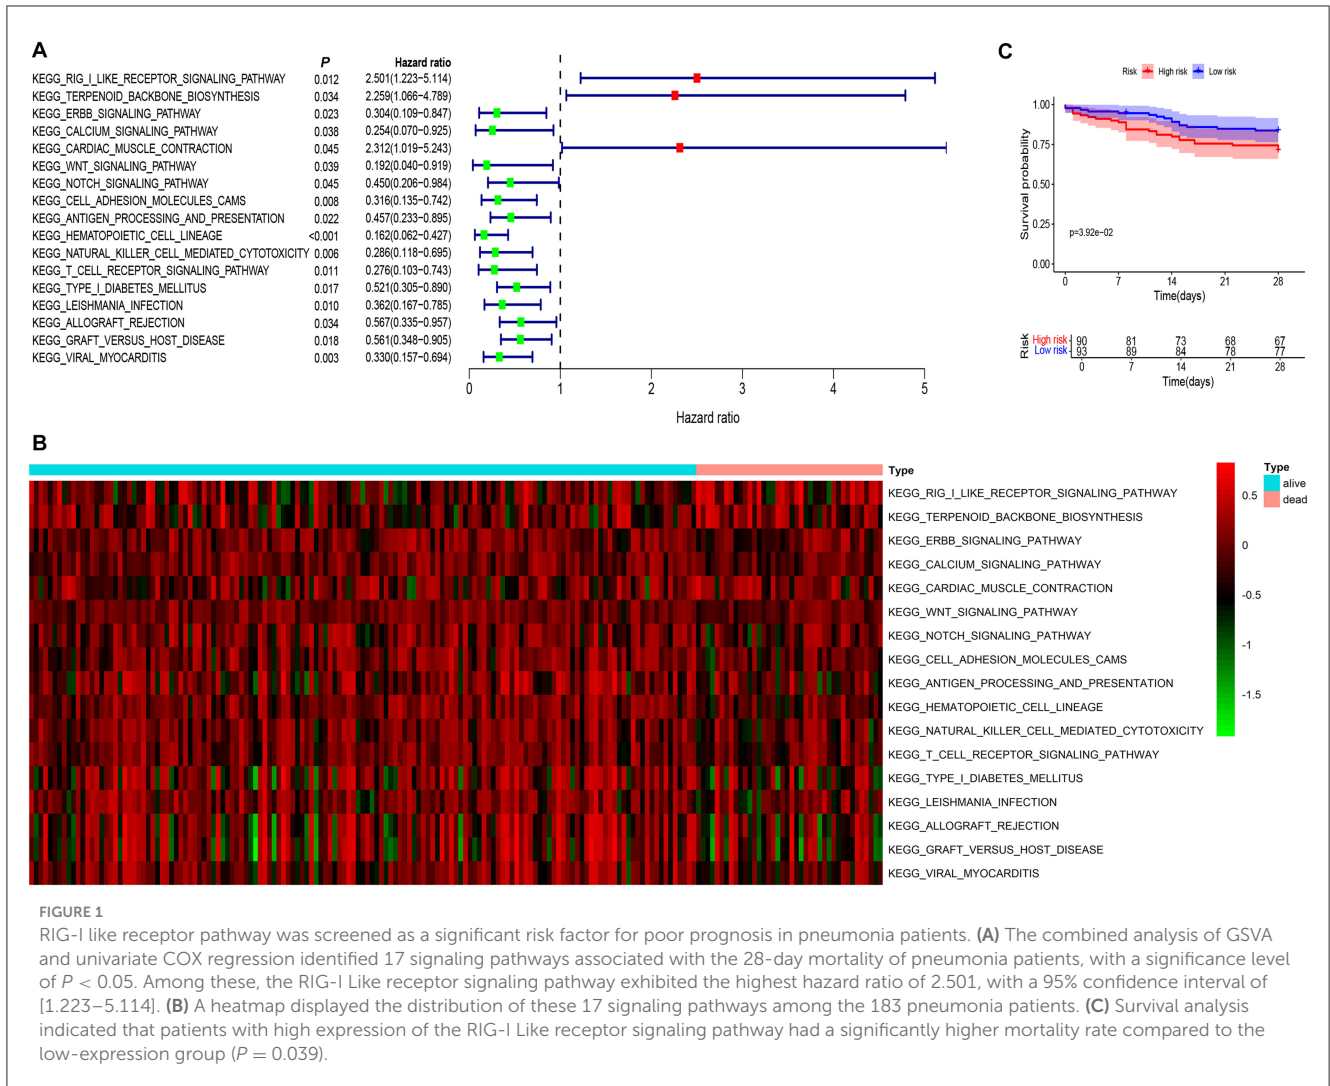 A
P Hazard ratio
KEGG_RIG_I_LIKE_RECEPTOR_SIGNALING_PATHWAY 0.012 2.501(1.223−5.114)
KEGG_TERPENOID_BACKBONE_BIOSYNTHESIS 0.034 2.259(1.066−4.789)
KEGG_ERBB_SIGNALING_PATHWAY 0.023 0.304(0.109−0.847)
KEGG_CALCIUM_SIGNALING_PATHWAY 0.038 0.254(0.070−0.925)
KEGG_CARDIAC_MUSCLE_CONTRACTION 0.045 2.312(1.019−5.243)
KEGG_WNT_SIGNALING_PATHWAY 0.039 0.192(0.040−0.919)
KEGG_NOTCH_SIGNALING_PATHWAY 0.045 0.450(0.206−0.984)
KEGG_CELL_ADHESION_MOLECULES_CAMS 0.008 0.316(0.135−0.742)
KEGG_ANTIGEN_PROCESSING_AND_PRESENTATION 0.022 0.457(0.233−0.895)
KEGG_HEMATOPOIETIC_CELL_LINEAGE <0.001 0.162(0.062−0.427)
KEGG_NATURAL_KILLER_CELL_MEDIATED_CYTOTOXICITY 0.006 0.286(0.118−0.695)
KEGG_T_CELL_RECEPTOR_SIGNALING_PATHWAY 0.011 0.276(0.103−0.743)
KEGG_TYPE_I_DIABETES_MELLITUS 0.017 0.521(0.305−0.890)
KEGG_LEISHMANIA_INFECTION 0.010 0.362(0.167−0.785)
KEGG_ALLOGRAFT_REJECTION 0.034 0.567(0.335−0.957)
KEGG_GRAFT_VERSUS_HOST_DISEASE 0.018 0.561(0.348−0.905)
KEGG_VIRAL_MYOCARDITIS 0.003 0.330(0.157−0.694)
0 1 2 3 4 5
Hazard ratio
C
Risk High risk Low risk
Survival probability
1.00
0.75
0.50
0.25
0.00
p=3.92e−02
0 7 14 21 28
Time(days)
Risk
High risk 90 81 73 68 67
Low risk 93 89 84 78 77
0 7 14 21 28
Time(days)
B
Type
KEGG_RIG_I_LIKE_RECEPTOR_SIGNALING_PATHWAY
KEGG_TERPENOID_BACKBONE_BIOSYNTHESIS
KEGG_ERBB_SIGNALING_PATHWAY
KEGG_CALCIUM_SIGNALING_PATHWAY
KEGG_CARDIAC_MUSCLE_CONTRACTION
KEGG_WNT_SIGNALING_PATHWAY
KEGG_NOTCH_SIGNALING_PATHWAY
KEGG_CELL_ADHESION_MOLECULES_CAMS
KEGG_ANTIGEN_PROCESSING_AND_PRESENTATION
KEGG_HEMATOPOIETIC_CELL_LINEAGE
KEGG_NATURAL_KILLER_CELL_MEDIATED_CYTOTOXICITY
KEGG_T_CELL_RECEPTOR_SIGNALING_PATHWAY
KEGG_TYPE_I_DIABETES_MELLITUS
KEGG_LEISHMANIA_INFECTION
KEGG_ALLOGRAFT_REJECTION
KEGG_GRAFT_VERSUS_HOST_DISEASE
KEGG_VIRAL_MYOCARDITIS
0.5
0
-0.5
-1
-1.5
Type
alive
dead
FIGURE 1
RIG-I like receptor pathway was screened as a significant risk factor for poor prognosis in pneumonia patients. (A) The combined analysis of GSVA
and univariate COX regression identified 17 signaling pathways associated with the 28-day mortality of pneumonia patients, with a significance level
of P < 0.05. Among these, the RIG-I Like receptor signaling pathway exhibited the highest hazard ratio of 2.501, with a 95% confidence interval of
[1.223–5.114]. (B) A heatmap displayed the distribution of these 17 signaling pathways among the 183 pneumonia patients. (C) Survival analysis
indicated that patients with high expression of the RIG-I Like receptor signaling pathway had a significantly higher mortality rate compared to the
low-expression group (P = 0.039).